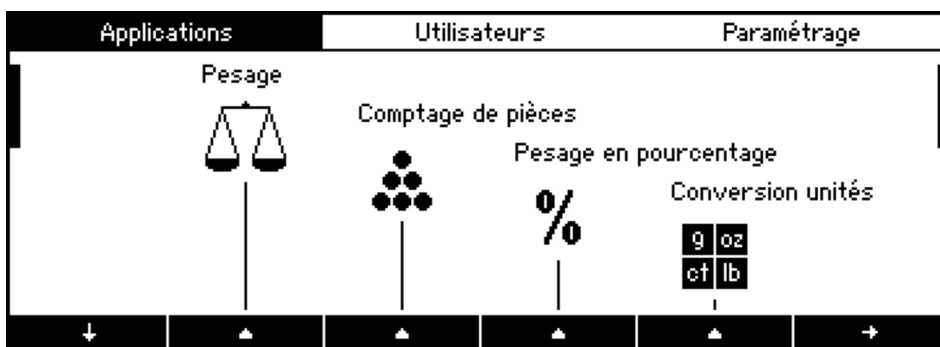 Applications Utilisateurs Paramétrage
Pesage
Comptage de pièces
Pesage en pourcentage
%
Conversion unités
g oz
ct lb